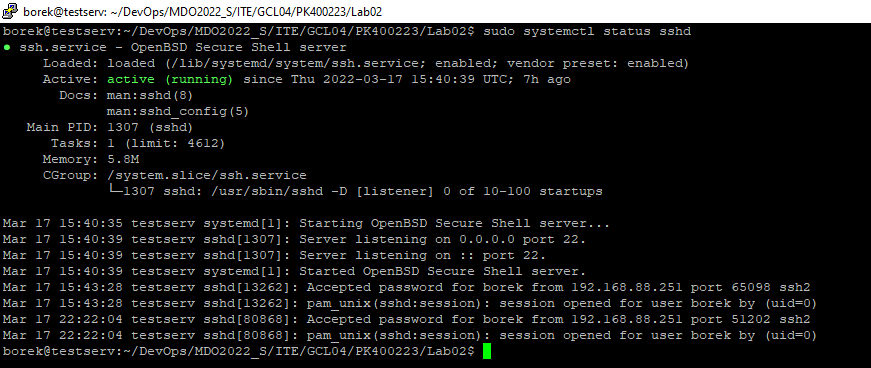 borek@testserv: ~/DevOps/MDO2022_S/ITE/GCL04/PK400223/Lab02
borek@testserv:~/DevOps/MDO2022_S/ITE/GCL04/PK400223/Lab02$ sudo systemctl status sshd
● ssh.service - OpenBSD Secure Shell server
Loaded: loaded (/lib/systemd/system/ssh.service; enabled; vendor preset: enabled)
Active: active (running) since Thu 2022-03-17 15:40:39 UTC; 7h ago
Docs: man:sshd(8)
man:sshd_config(5)
Main PID: 1307 (sshd)
Tasks: 1 (limit: 4612)
Memory: 5.8M
CGroup: /system.slice/ssh.service
└─1307 sshd: /usr/sbin/sshd -D [listener] 0 of 10-100 startups
Mar 17 15:40:35 testserv systemd[1]: Starting OpenBSD Secure Shell server...
Mar 17 15:40:39 testserv sshd[1307]: Server listening on 0.0.0.0 port 22.
Mar 17 15:40:39 testserv sshd[1307]: Server listening on :: port 22.
Mar 17 15:40:39 testserv systemd[1]: Started OpenBSD Secure Shell server.
Mar 17 15:43:28 testserv sshd[13262]: Accepted password for borek from 192.168.88.251 port 65098 ssh2
Mar 17 15:43:28 testserv sshd[13262]: pam_unix(sshd:session): session opened for user borek by (uid=0)
Mar 17 22:22:04 testserv sshd[80868]: Accepted password for borek from 192.168.88.251 port 51202 ssh2
Mar 17 22:22:04 testserv sshd[80868]: pam_unix(sshd:session): session opened for user borek by (uid=0)
borek@testserv:~/DevOps/MDO2022_S/ITE/GCL04/PK400223/Lab02$